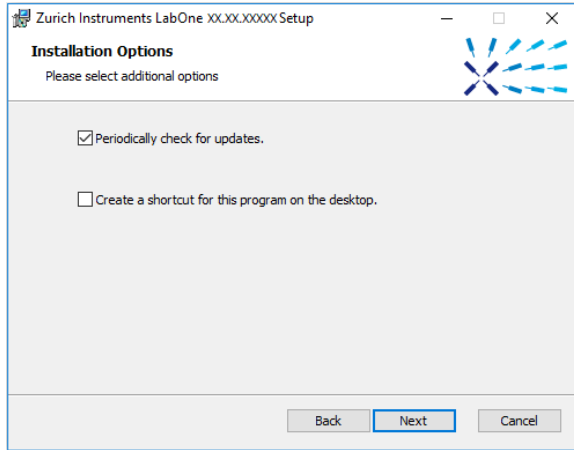 Zurich Instruments LabOne XX.XX.XXXXX Setup
Installation Options
Please select additional options
Periodically check for updates.
Create a shortcut for this program on the desktop.
Back Next Cancel